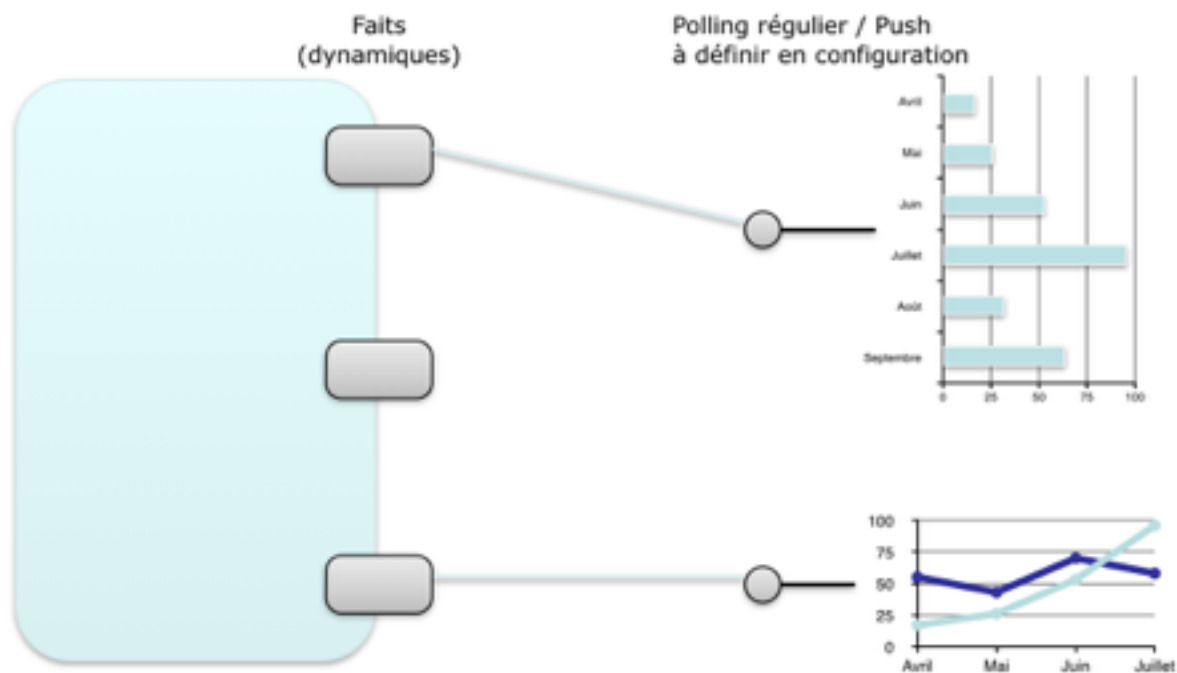 Faits
(dynamiques)
Polling régulier / Push
à définir en configuration
Avril
Mai
Juin
Juillet
Août
Septembre
0 25 50 75 100
100
75
50
25
0
Avril Mai Juin Juillet